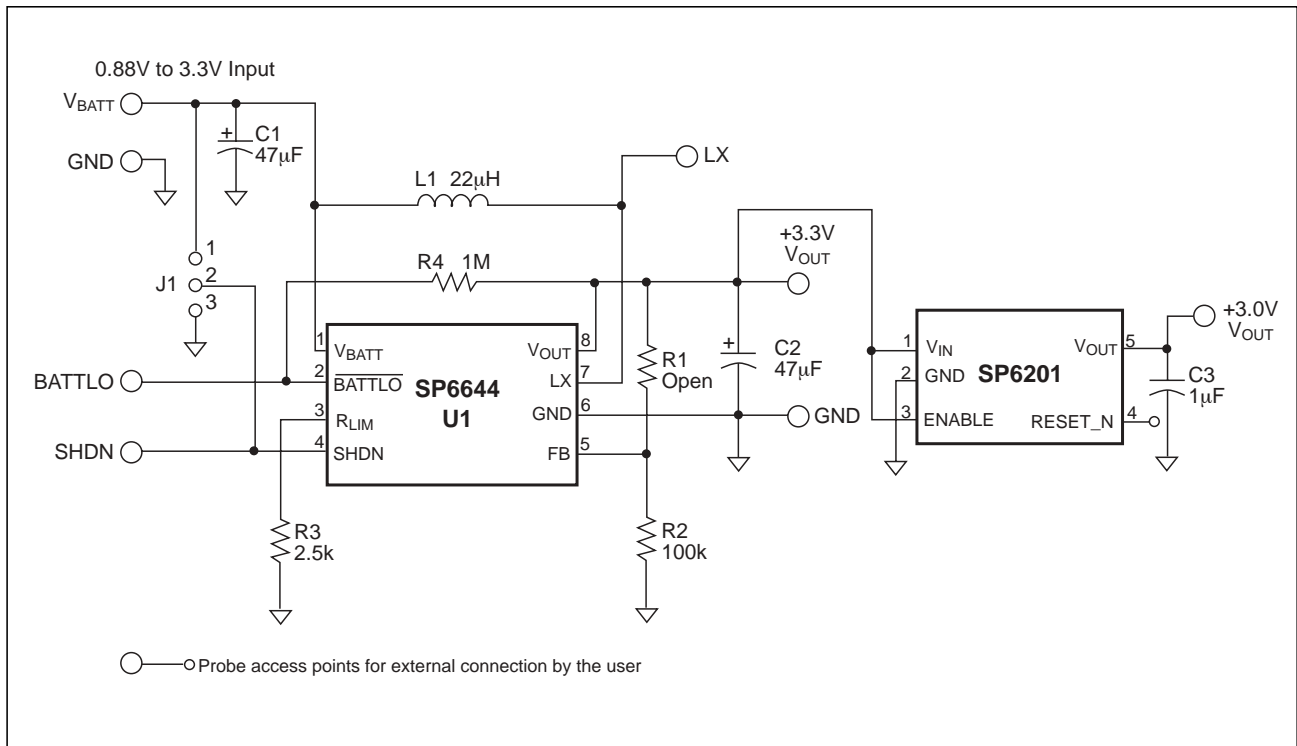 0.88V to 3.3V Input
VBATT
C1
47µF
GND
LX
L1 22µH
+3.3V
VOUT
J1
1
2
3
R4 1M
+3.0V
VOUT
1
VBATT
VOUT
8
BATTLO
2
BATTLO
SP6644
U1
LX
7
3
RLIM
GND
6
GND
SHDN
4
SHDN
FB
5
R1
Open
C2
47µF
1
VIN
VOUT
5
2
GND
SP6201
3
ENABLE
RESET_N
4
C3
1µF
R3
2.5k
R2
100k
Probe access points for external connection by the user